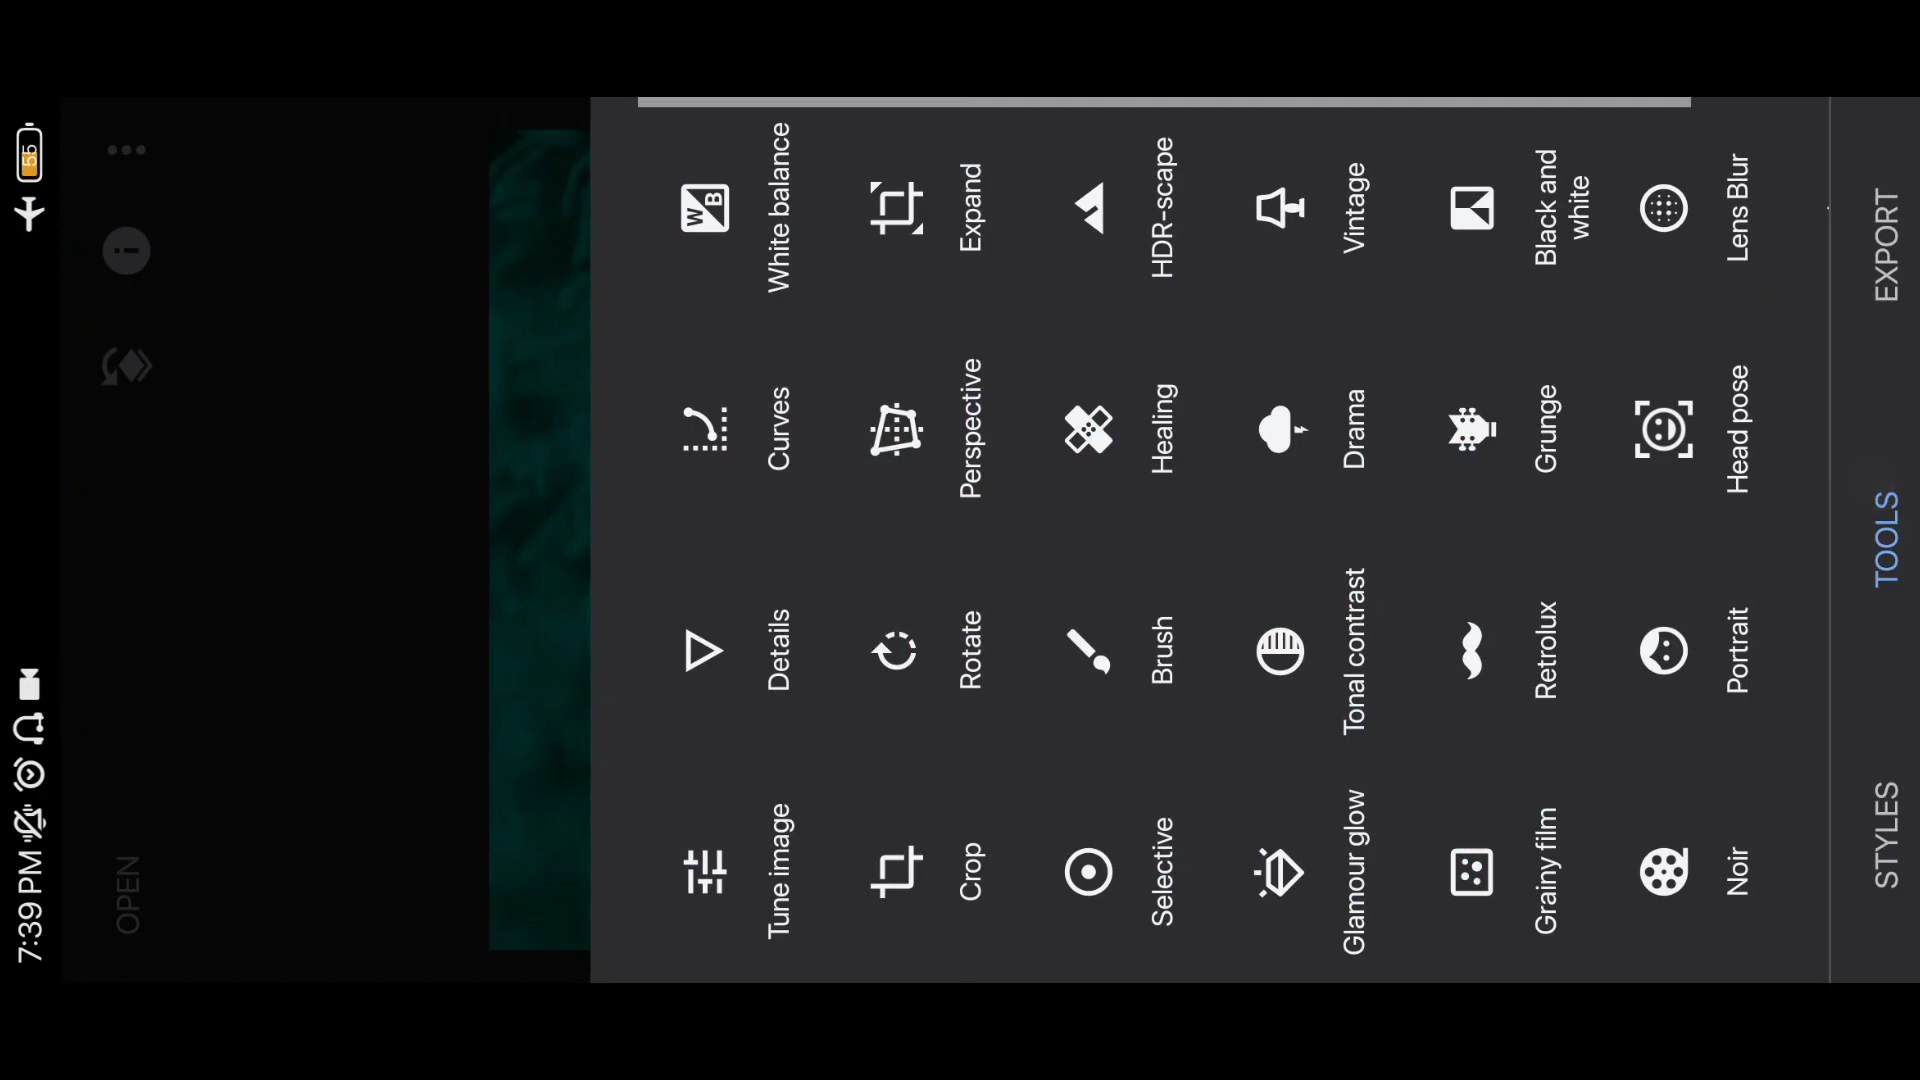 7:39 PM
55
OPEN
Tune image
Details
Curves
WB
White balance
Crop
Rotate
Perspective
Expand
Selective
Brush
Healing
HDR-scape
Glamour glow
Tonal contrast
Drama
Vintage
Grainy film
Retrolux
Grunge
Black and
white
Noir
Portrait
Head pose
Lens Blur
STYLES
TOOLS
EXPORT